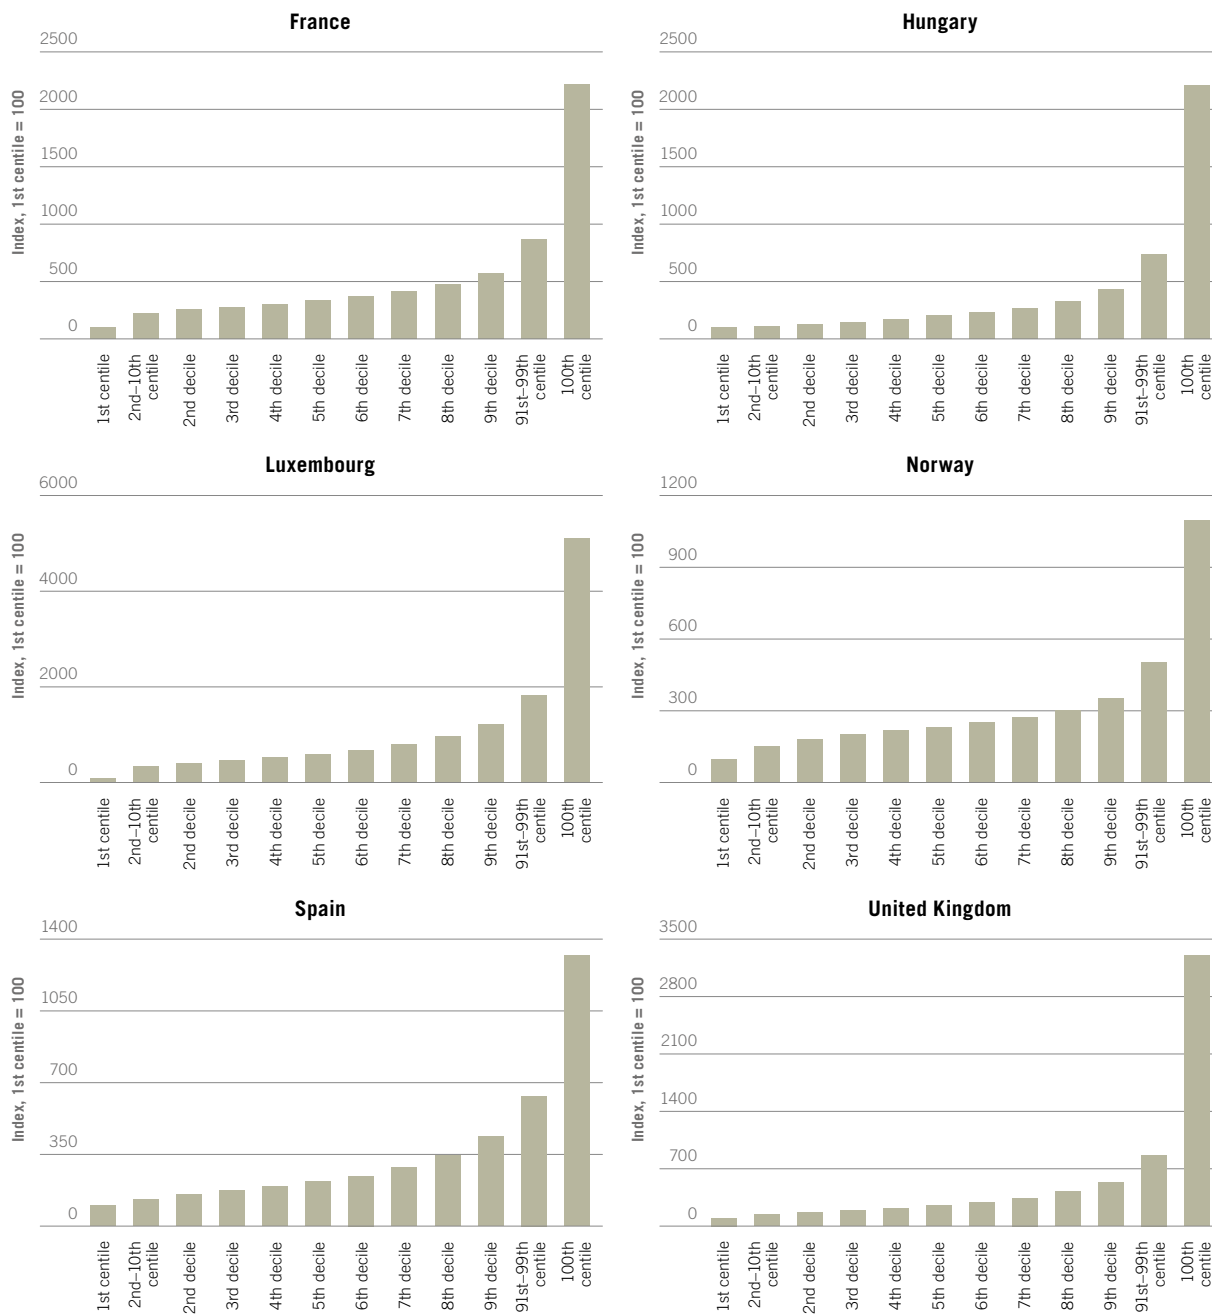 France
Index, 1st centile = 100
2500
2000
1500
1000
500
0
1st centile
2nd–10th
centile
2nd decile
3rd decile
4th decile
5th decile
6th decile
7th decile
8th decile
9th decile
91st–99th
centile
100th
centile
Hungary
Index, 1st centile = 100
2500
2000
1500
1000
500
0
1st centile
2nd–10th
centile
2nd decile
3rd decile
4th decile
5th decile
6th decile
7th decile
8th decile
9th decile
91st–99th
centile
100th
centile
Luxembourg
Index, 1st centile = 100
6000
4000
2000
0
1st centile
2nd–10th
centile
2nd decile
3rd decile
4th decile
5th decile
6th decile
7th decile
8th decile
9th decile
91st–99th
centile
100th
centile
Norway
Index, 1st centile = 100
1200
900
600
300
0
1st centile
2nd–10th
centile
2nd decile
3rd decile
4th decile
5th decile
6th decile
7th decile
8th decile
9th decile
91st–99th
centile
100th
centile
Spain
Index, 1st centile = 100
1400
1050
700
350
0
1st centile
2nd–10th
centile
2nd decile
3rd decile
4th decile
5th decile
6th decile
7th decile
8th decile
9th decile
91st–99th
centile
100th
centile
United Kingdom
Index, 1st centile = 100
3500
2800
2100
1400
700
0
1st centile
2nd–10th
centile
2nd decile
3rd decile
4th decile
5th decile
6th decile
7th decile
8th decile
9th decile
91st–99th
centile
100th
centile